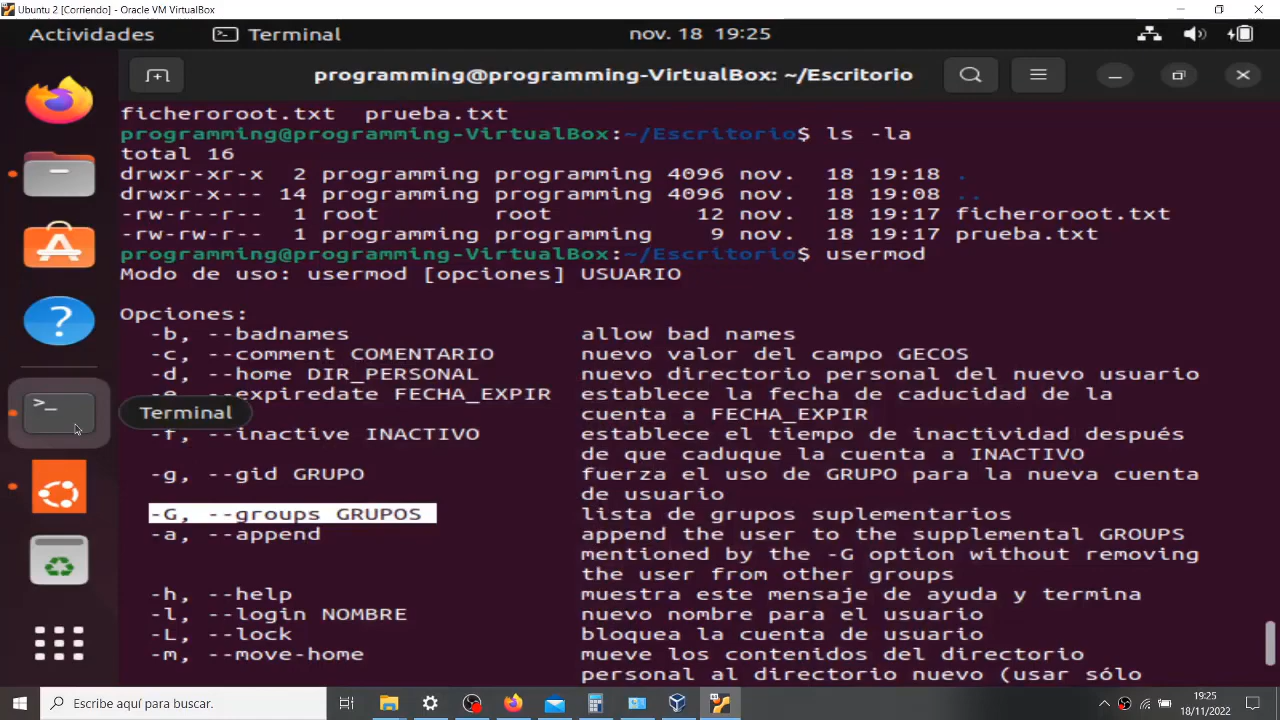 Ubuntu 2 [Corriendo] - Oracle VM VirtualBox
Actividades
Terminal
nov. 18 19:25
programming@programming-VirtualBox: ~/Escritorio
ficheroroot.txt  prueba.txt
programming@programming-VirtualBox:~/Escritorio$ ls -la
total 16
drwxr-xr-x  2 programming programming 4096 nov.  18 19:18 .
drwxr-x--- 14 programming programming 4096 nov.  18 19:08 ..
-rw-r--r--  1 root        root          12 nov.  18 19:17 ficheroroot.txt
-rw-rw-r--  1 programming programming    9 nov.  18 19:17 prueba.txt
programming@programming-VirtualBox:~/Escritorio$ usermod
Modo de uso: usermod [opciones] USUARIO
Opciones:
-b, --badnames                allow bad names
-c, --comment COMENTARIO      nuevo valor del campo GECOS
-d, --home DIR_PERSONAL       nuevo directorio personal del nuevo usuario
--expiredate FECHA_EXPIR  establece la fecha de caducidad de la
cuenta a FECHA_EXPIR
Terminal
-f, --inactive INACTIVO       establece el tiempo de inactividad después
de que caduque la cuenta a INACTIVO
-g, --gid GRUPO               fuerza el uso de GRUPO para la nueva cuenta
de usuario
-G, --groups GRUPOS           lista de grupos suplementarios
-a, --append                  append the user to the supplemental GROUPS
mentioned by the -G option without removing
the user from other groups
-h, --help                    muestra este mensaje de ayuda y termina
-l, --login NOMBRE            nuevo nombre para el usuario
-L, --lock                    bloquea la cuenta de usuario
-m, --move-home               mueve los contenidos del directorio
personal al directorio nuevo (usar sólo
Escribe aquí para buscar.
19:25
18/11/2022